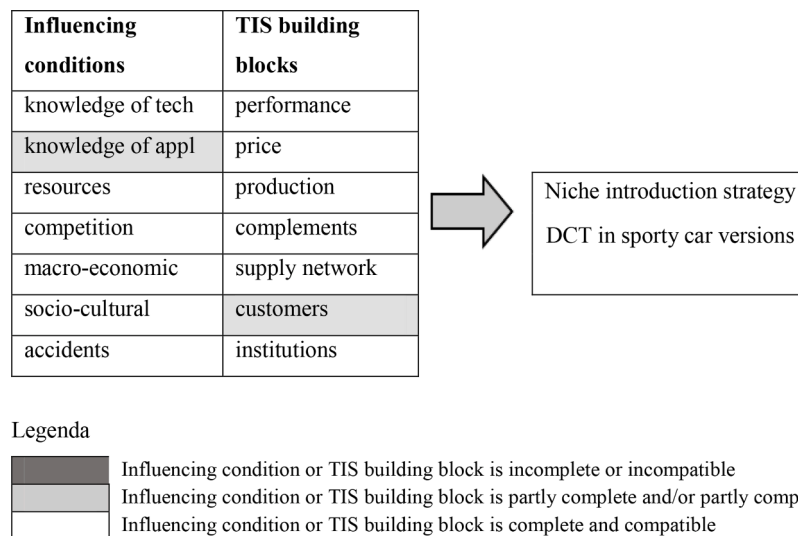 Influencing conditions TIS building blocks
knowledge of tech performance
knowledge of appl price
resources production
competition complements
macro-economic supply network
socio-cultural customers
accidents institutions
Niche introduction strategy
DCT in sporty car versions
Legenda
Influencing condition or TIS building block is incomplete or incompatible
Influencing condition or TIS building block is partly complete and/or partly comp
Influencing condition or TIS building block is complete and compatible